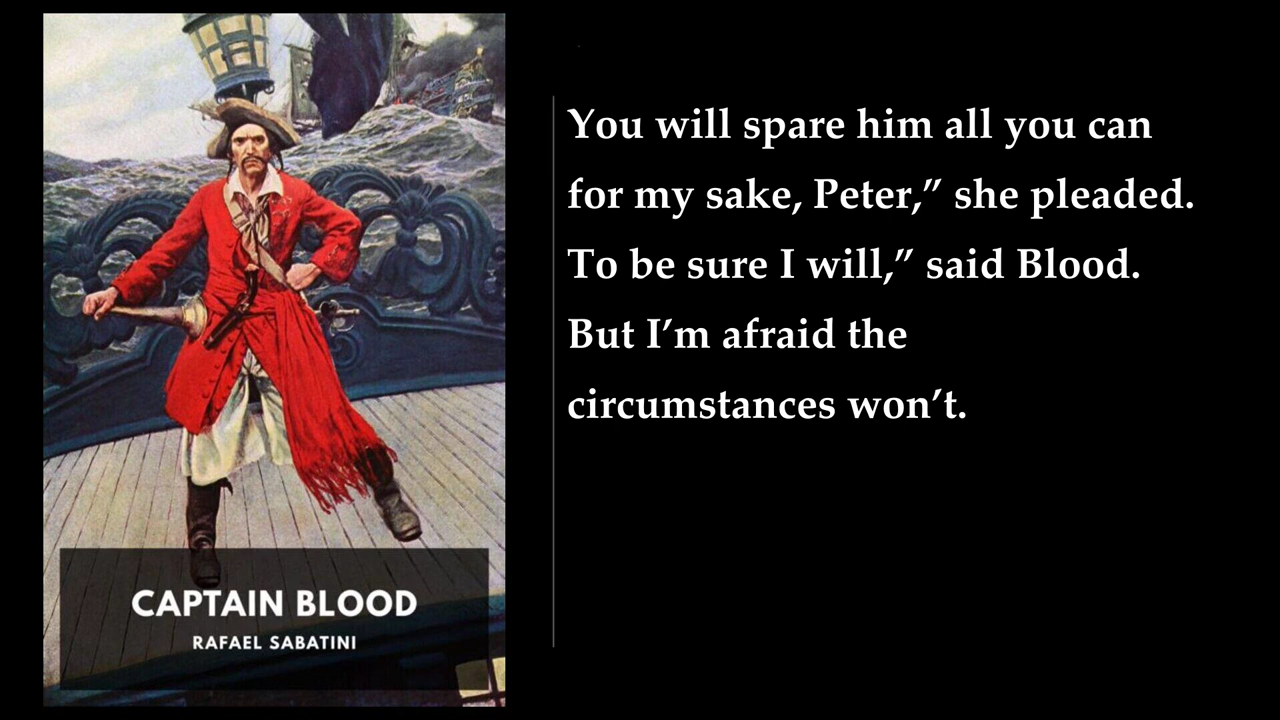 You will spare him all you can
for my sake, Peter,” she pleaded.
To be sure I will,” said Blood.
But I’m afraid the
circumstances won’t.
CAPTAIN BLOOD
RAFAEL SABATINI